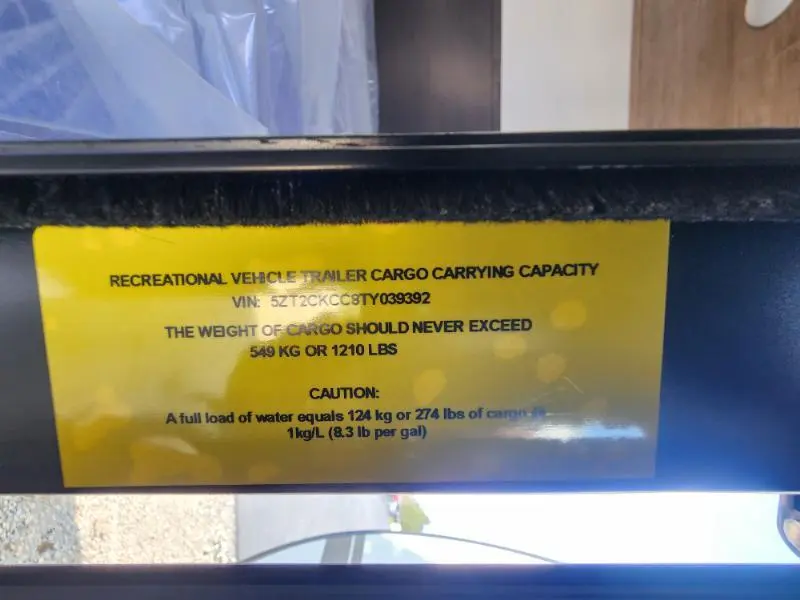 RECREATIONAL VEHICLE TRAILER CARGO CARRYING CAPACITY
VIN: 5ZT2CKCC8TY039392
THE WEIGHT OF CARGO SHOULD NEVER EXCEED
549 KG OR 1210 LBS
CAUTION:
A full load of water equals 124 kg or 274 lbs of cargo @
1kg/L (8.3 lb per gal)